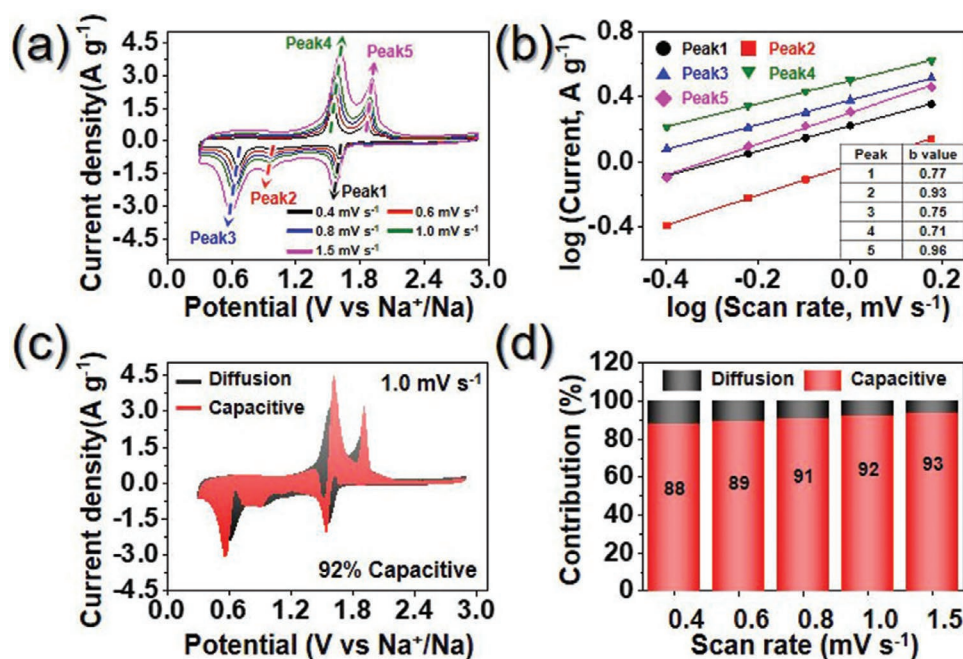 (a)
Current density(A g-1)
4.5
3.0
1.5
0.0
-1.5
-3.0
-4.5
Peak4
Peak5
Peak2
Peak1
Peak3
0.4 mV s-1
0.6 mV s-1
0.8 mV s-1
1.0 mV s-1
1.5 mV s-1
0.0 0.6 1.2 1.8 2.4 3.0
Potential (V vs Na+/Na)
(b)
log (Current, A g-1)
0.8
0.4
0.0
-0.4
Peak1 Peak2
Peak3 Peak4
Peak5
Peak b value
1 0.77
2 0.93
3 0.75
4 0.71
5 0.96
-0.4 -0.2 0.0 0.2
log (Scan rate, mV s-1)
(c)
Current density(A g-1)
4.5
3.0
1.5
0.0
-1.5
-3.0
-4.5
Diffusion
Capacitive
1.0 mV s-1
92% Capacitive
0.0 0.6 1.2 1.8 2.4 3.0
Potential (V vs Na+/Na)
(d)
Contribution (%)
120
100
80
60
40
20
0
Diffusion Capacitive
88 89 91 92 93
0.4 0.6 0.8 1.0 1.5
Scan rate (mV s-1)